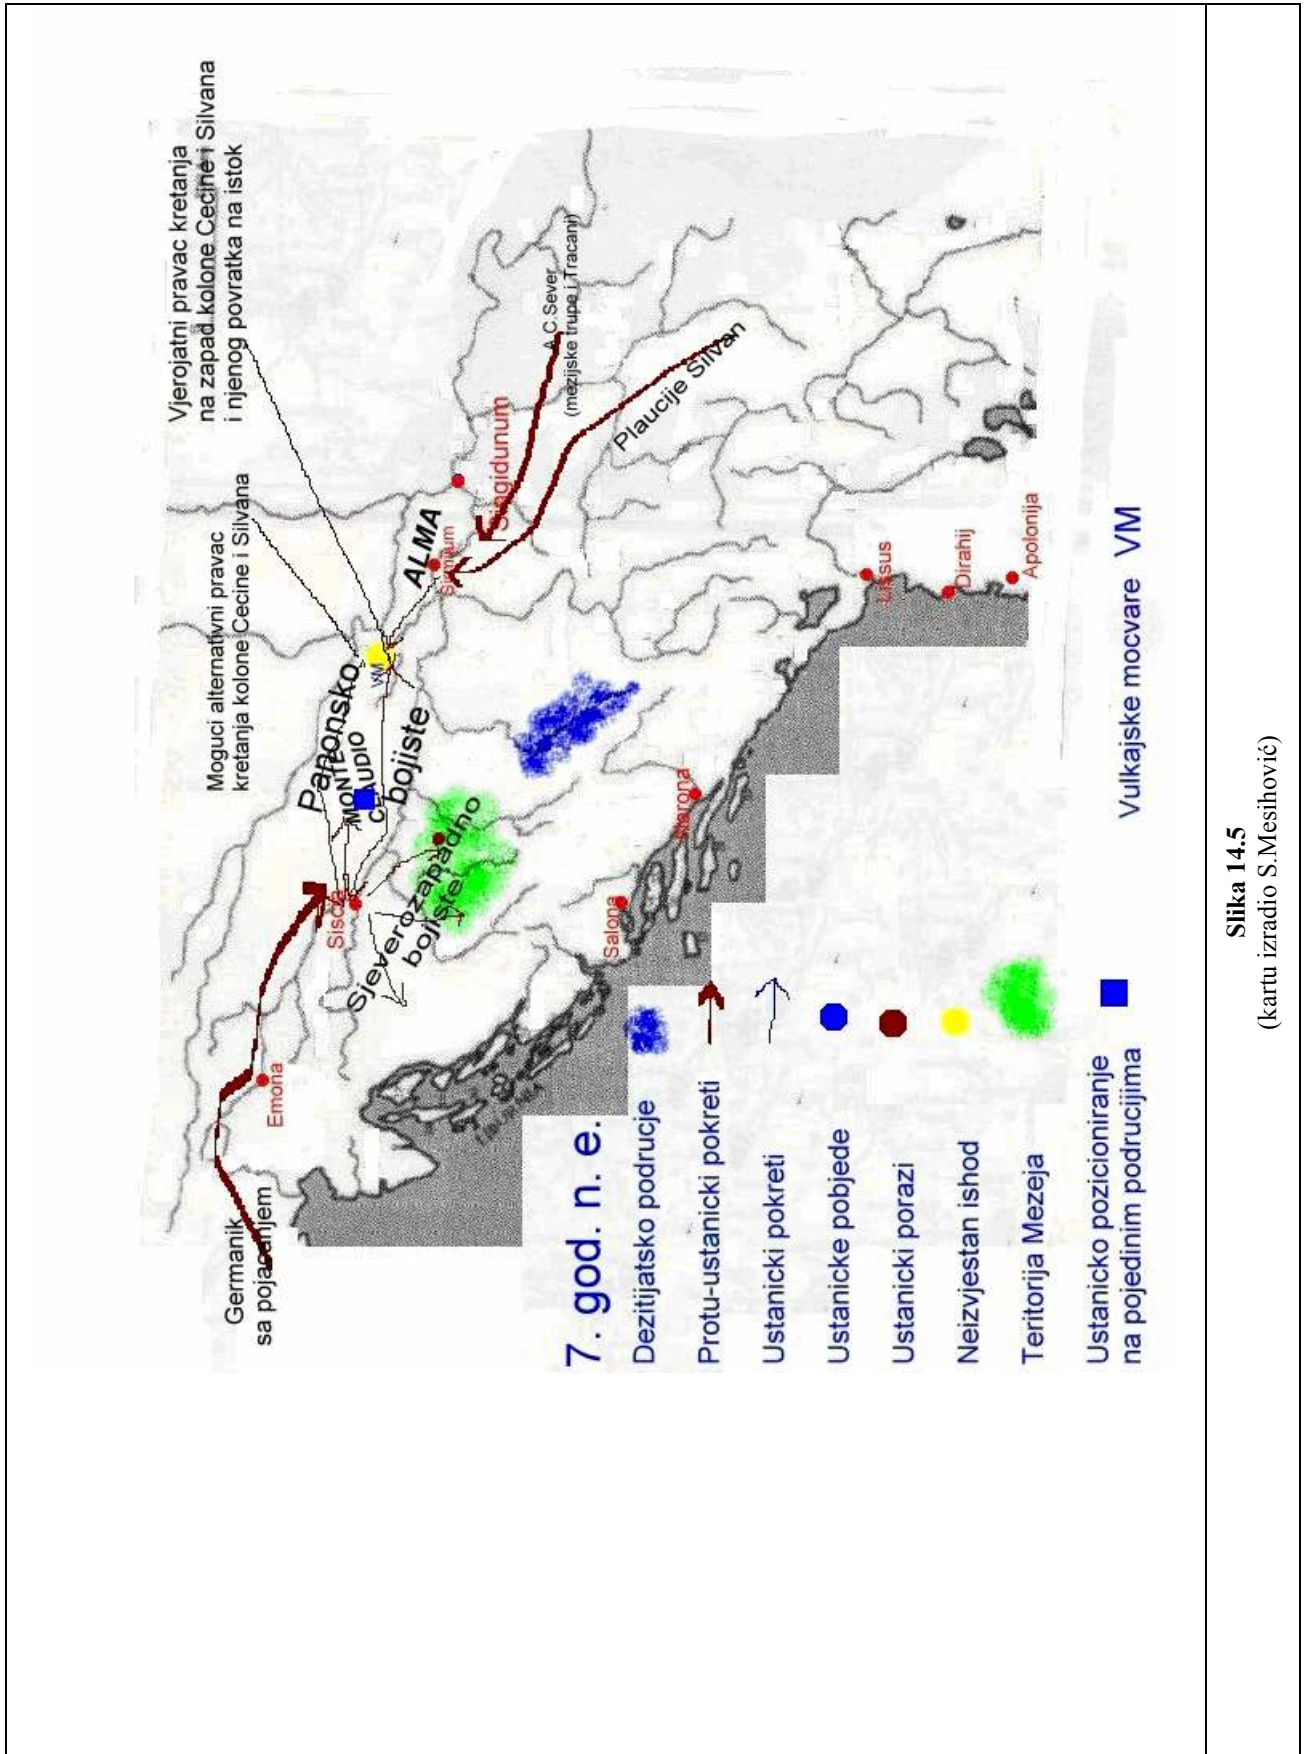 Vjerojatni pravac kretanja
na zapad kolone Cecine i Silvana
i njenog povratka na istok
Moguci alternativni pravac
kretanja kolone Cecine i Silvana
Germanik
sa pojacanjem
Emona
Siscia
Panonsko
bojiste
MONTE
CLAUDIO
VM
ALMA
Sirmium
Singidunum
A.C.Sever
(mezijske trupe i Tracani)
Plaucije Silvan
Sjeverozapadno
bojiste
Salona
Narona
Lissus
Dirahij
Apolonija
7. god. n. e.
Dezitijatsko podrucje
Protu-ustanicki pokreti
Ustanicki pokreti
Ustanicke pobjede
Ustanicki porazi
Neizvjestan ishod
Teritorija Mezeja
Ustanicko pozicioniranje
na pojedinim podrucijima
Vulkajske mocvare VM
Slika 14.5
(kartu izradio S.Mesihović)